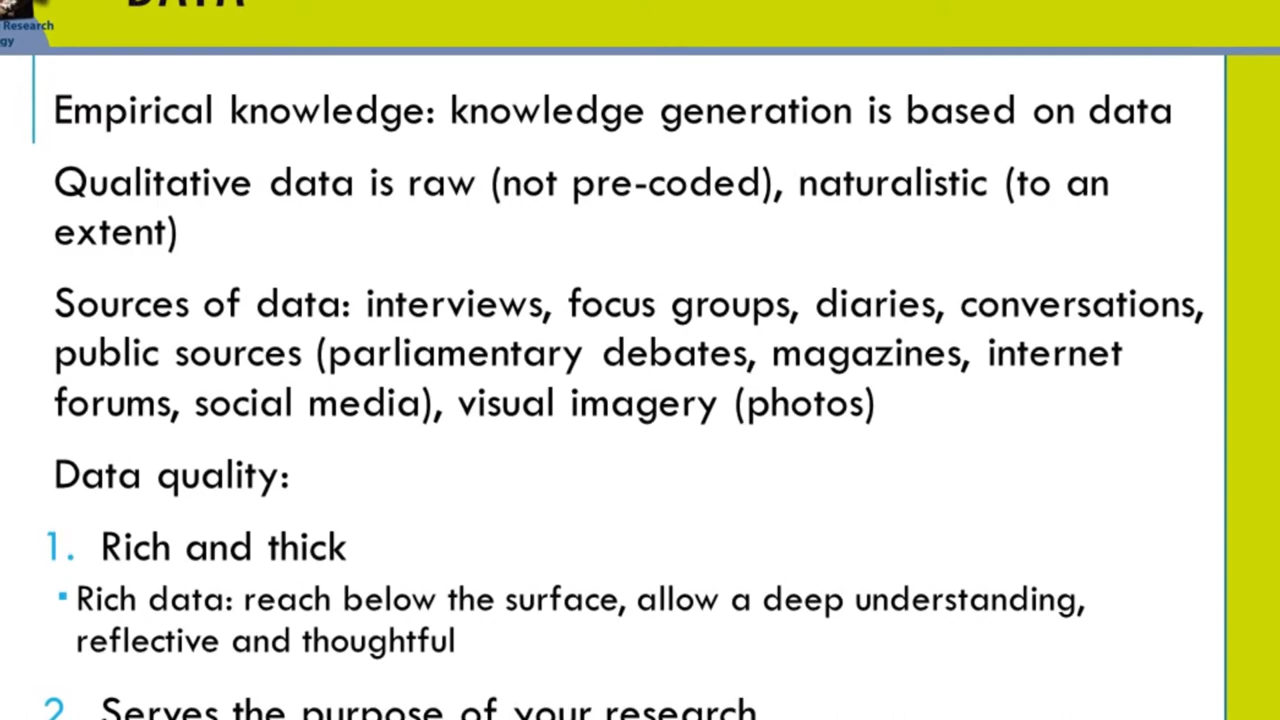 DATA
Research
gy
Empirical knowledge: knowledge generation is based on data
Qualitative data is raw (not pre-coded), naturalistic (to an
extent)
Sources of data: interviews, focus groups, diaries, conversations,
public sources (parliamentary debates, magazines, internet
forums, social media), visual imagery (photos)
Data quality:
1. Rich and thick
▪ Rich data: reach below the surface, allow a deep understanding,
reflective and thoughtful
2. Serves the purpose of your research